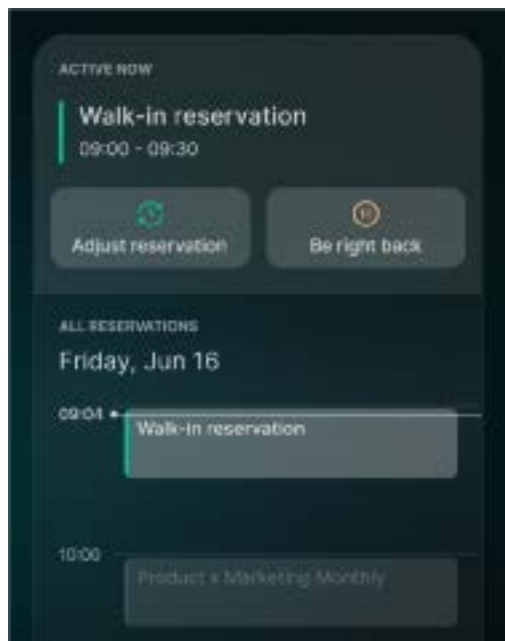 ACTIVE NOW
Walk-in reservation
09:00 - 09:30
Adjust reservation
Be right back
ALL RESERVATIONS
Friday, Jun 16
09:04
Walk-in reservation
10:00
Product x Marketing Monthly